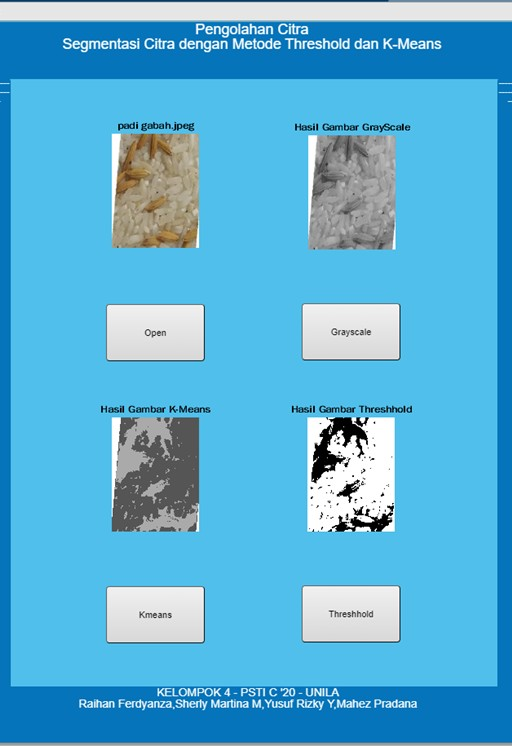 Pengolahan Citra
Segmentasi Citra dengan Metode Threshold dan K-Means
padi gabah.jpeg
Hasil Gambar GrayScale
Open
Grayscale
Hasil Gambar K-Means
Hasil Gambar Threshhold
Kmeans
Threshhold
KELOMPOK 4 - PSTI C '20 - UNILA
Raihan Ferdyanza,Sherly Martina M,Yusuf Rizky Y,Mahez Pradana